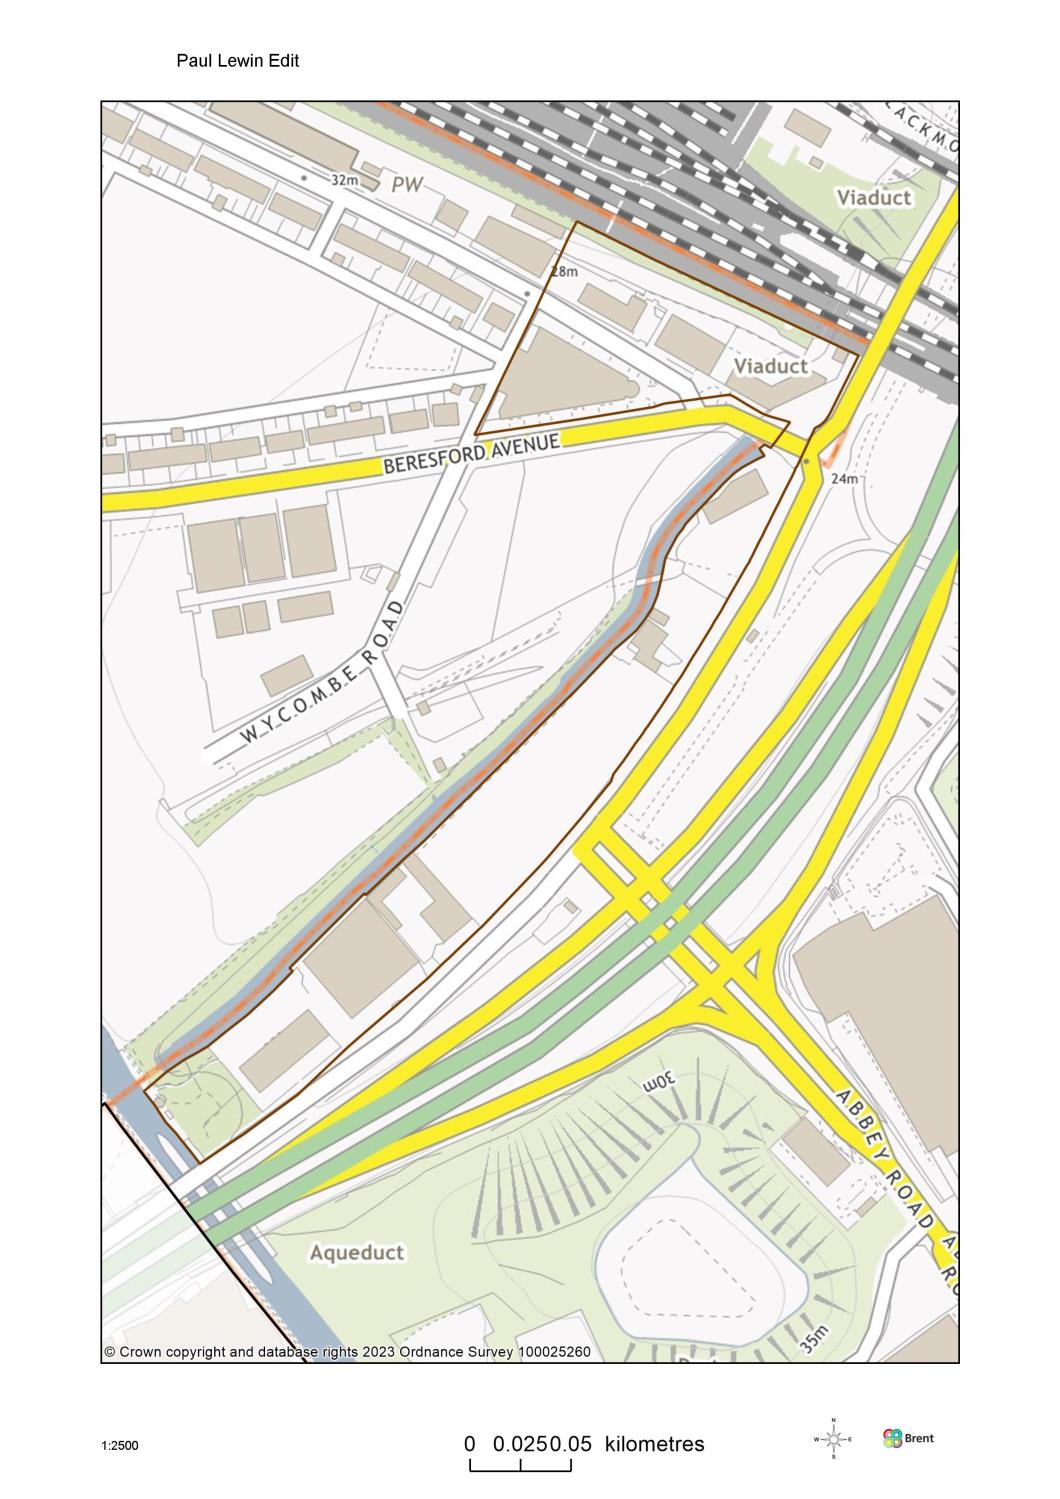 Paul Lewin Edit
32m
PW
Viaduct
28m
Viaduct
BERESFORD AVENUE
24m
WYCOMBE ROAD
30m
ABBEY ROAD
Aqueduct
35m
© Crown copyright and database rights 2023 Ordnance Survey 100025260
1:2500
0 0.0250.05 kilometres
N
W E
S
Brent